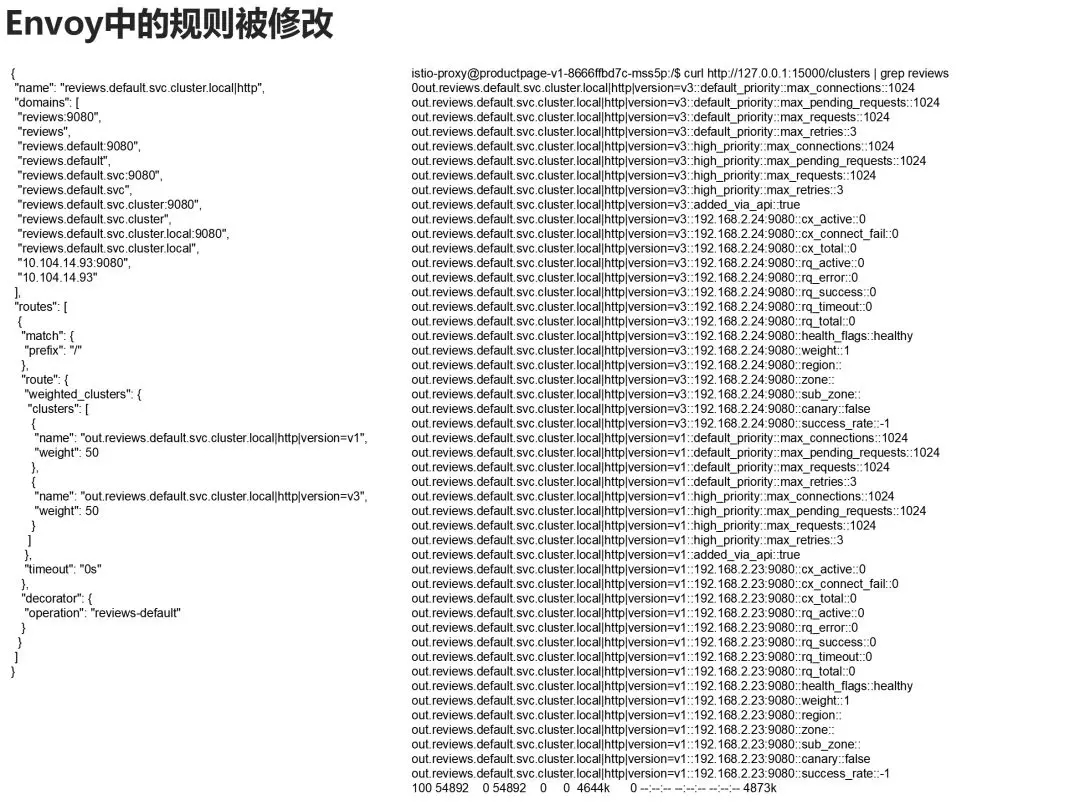 Envoy中的规则被修改
{
"name": "reviews.default.svc.cluster.local|http",
"domains": [
"reviews:9080",
"reviews",
"reviews.default:9080",
"reviews.default",
"reviews.default.svc:9080",
"reviews.default.svc",
"reviews.default.svc.cluster:9080",
"reviews.default.svc.cluster",
"reviews.default.svc.cluster.local:9080",
"reviews.default.svc.cluster.local",
"10.104.14.93:9080",
"10.104.14.93"
],
"routes": [
{
"match": {
"prefix": "/"
},
"route": {
"weighted_clusters": {
"clusters": [
{
"name": "out.reviews.default.svc.cluster.local|http|version=v1",
"weight": 50
},
{
"name": "out.reviews.default.svc.cluster.local|http|version=v3",
"weight": 50
}
]
},
"timeout": "0s"
},
"decorator": {
"operation": "reviews-default"
}
}
]
}
istio-proxy@productpage-v1-8666ffbd7c-mss5p:/$ curl http://127.0.0.1:15000/clusters | grep reviews
0out.reviews.default.svc.cluster.local|http|version=v3::default_priority::max_connections::1024
out.reviews.default.svc.cluster.local|http|version=v3::default_priority::max_pending_requests::1024
out.reviews.default.svc.cluster.local|http|version=v3::default_priority::max_requests::1024
out.reviews.default.svc.cluster.local|http|version=v3::default_priority::max_retries::3
out.reviews.default.svc.cluster.local|http|version=v3::high_priority::max_connections::1024
out.reviews.default.svc.cluster.local|http|version=v3::high_priority::max_pending_requests::1024
out.reviews.default.svc.cluster.local|http|version=v3::high_priority::max_requests::1024
out.reviews.default.svc.cluster.local|http|version=v3::high_priority::max_retries::3
out.reviews.default.svc.cluster.local|http|version=v3::added_via_api::true
out.reviews.default.svc.cluster.local|http|version=v3::192.168.2.24:9080::cx_active::0
out.reviews.default.svc.cluster.local|http|version=v3::192.168.2.24:9080::cx_connect_fail::0
out.reviews.default.svc.cluster.local|http|version=v3::192.168.2.24:9080::cx_total::0
out.reviews.default.svc.cluster.local|http|version=v3::192.168.2.24:9080::rq_active::0
out.reviews.default.svc.cluster.local|http|version=v3::192.168.2.24:9080::rq_error::0
out.reviews.default.svc.cluster.local|http|version=v3::192.168.2.24:9080::rq_success::0
out.reviews.default.svc.cluster.local|http|version=v3::192.168.2.24:9080::rq_timeout::0
out.reviews.default.svc.cluster.local|http|version=v3::192.168.2.24:9080::rq_total::0
out.reviews.default.svc.cluster.local|http|version=v3::192.168.2.24:9080::health_flags::healthy
out.reviews.default.svc.cluster.local|http|version=v3::192.168.2.24:9080::weight::1
out.reviews.default.svc.cluster.local|http|version=v3::192.168.2.24:9080::region::
out.reviews.default.svc.cluster.local|http|version=v3::192.168.2.24:9080::zone::
out.reviews.default.svc.cluster.local|http|version=v3::192.168.2.24:9080::sub_zone::
out.reviews.default.svc.cluster.local|http|version=v3::192.168.2.24:9080::canary::false
out.reviews.default.svc.cluster.local|http|version=v3::192.168.2.24:9080::success_rate::-1
out.reviews.default.svc.cluster.local|http|version=v1::default_priority::max_connections::1024
out.reviews.default.svc.cluster.local|http|version=v1::default_priority::max_pending_requests::1024
out.reviews.default.svc.cluster.local|http|version=v1::default_priority::max_requests::1024
out.reviews.default.svc.cluster.local|http|version=v1::default_priority::max_retries::3
out.reviews.default.svc.cluster.local|http|version=v1::high_priority::max_connections::1024
out.reviews.default.svc.cluster.local|http|version=v1::high_priority::max_pending_requests::1024
out.reviews.default.svc.cluster.local|http|version=v1::high_priority::max_requests::1024
out.reviews.default.svc.cluster.local|http|version=v1::high_priority::max_retries::3
out.reviews.default.svc.cluster.local|http|version=v1::added_via_api::true
out.reviews.default.svc.cluster.local|http|version=v1::192.168.2.23:9080::cx_active::0
out.reviews.default.svc.cluster.local|http|version=v1::192.168.2.23:9080::cx_connect_fail::0
out.reviews.default.svc.cluster.local|http|version=v1::192.168.2.23:9080::cx_total::0
out.reviews.default.svc.cluster.local|http|version=v1::192.168.2.23:9080::rq_active::0
out.reviews.default.svc.cluster.local|http|version=v1::192.168.2.23:9080::rq_error::0
out.reviews.default.svc.cluster.local|http|version=v1::192.168.2.23:9080::rq_success::0
out.reviews.default.svc.cluster.local|http|version=v1::192.168.2.23:9080::rq_timeout::0
out.reviews.default.svc.cluster.local|http|version=v1::192.168.2.23:9080::rq_total::0
out.reviews.default.svc.cluster.local|http|version=v1::192.168.2.23:9080::health_flags::healthy
out.reviews.default.svc.cluster.local|http|version=v1::192.168.2.23:9080::weight::1
out.reviews.default.svc.cluster.local|http|version=v1::192.168.2.23:9080::region::
out.reviews.default.svc.cluster.local|http|version=v1::192.168.2.23:9080::zone::
out.reviews.default.svc.cluster.local|http|version=v1::192.168.2.23:9080::sub_zone::
out.reviews.default.svc.cluster.local|http|version=v1::192.168.2.23:9080::canary::false
out.reviews.default.svc.cluster.local|http|version=v1::192.168.2.23:9080::success_rate::-1
100 54892 0 54892 0 0 4644k 0 --:--:-- --:--:-- --:--:-- 4873k